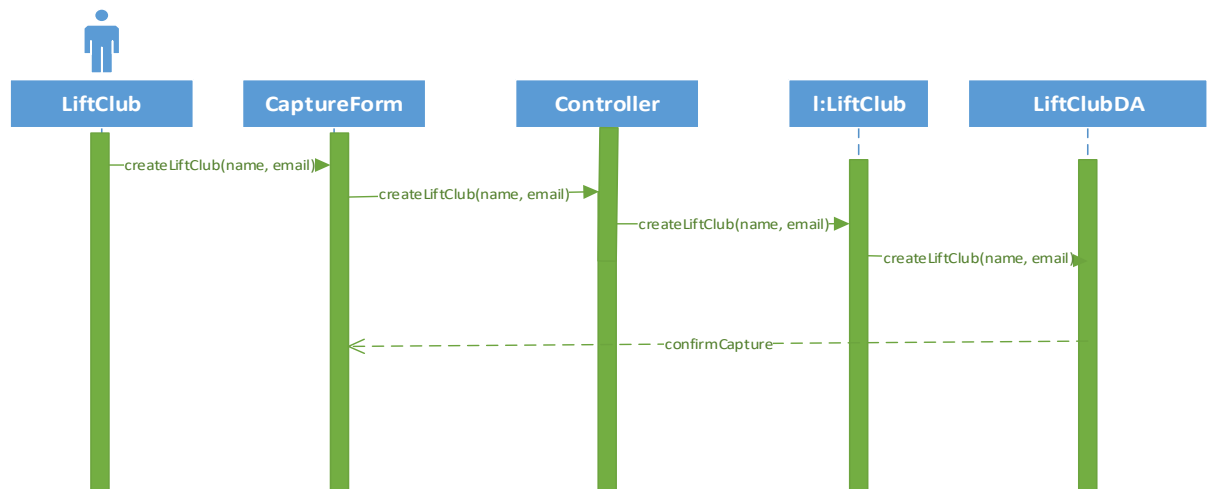 LiftClub
CaptureForm
Controller
l:LiftClub
LiftClubDA
createLiftClub(name, email)
createLiftClub(name, email)
createLiftClub(name, email)
createLiftClub(name, email)
confirmCapture